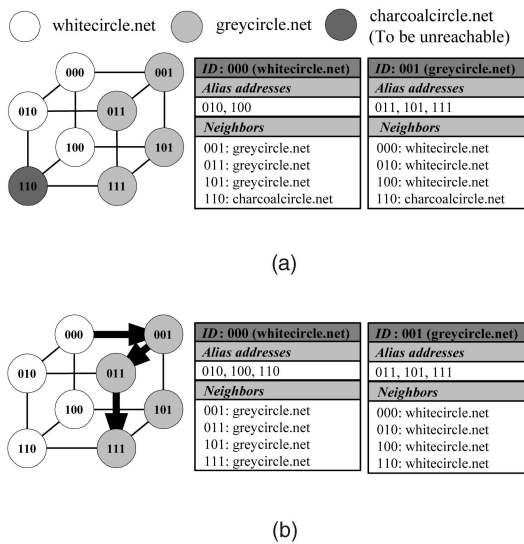 whitecircle.net
greycircle.net
charcoalcircle.net
(To be unreachable)
000
001
010
011
100
101
110
111
ID: 000 (whitecircle.net)
Alias addresses
010, 100
Neighbors
001: greycircle.net
011: greycircle.net
101: greycircle.net
110: charcoalcircle.net
ID: 001 (greycircle.net)
Alias addresses
011, 101, 111
Neighbors
000: whitecircle.net
010: whitecircle.net
100: whitecircle.net
110: charcoalcircle.net
(a)
000
001
010
011
100
101
110
111
ID: 000 (whitecircle.net)
Alias addresses
010, 100, 110
Neighbors
001: greycircle.net
011: greycircle.net
101: greycircle.net
111: greycircle.net
ID: 001 (greycircle.net)
Alias addresses
011, 101, 111
Neighbors
000: whitecircle.net
010: whitecircle.net
100: whitecircle.net
110: whitecircle.net
(b)